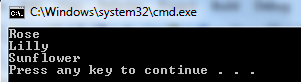 C:\Windows\system32\cmd.exe
Rose
Lilly
Sunflower
Press any key to continue . . .